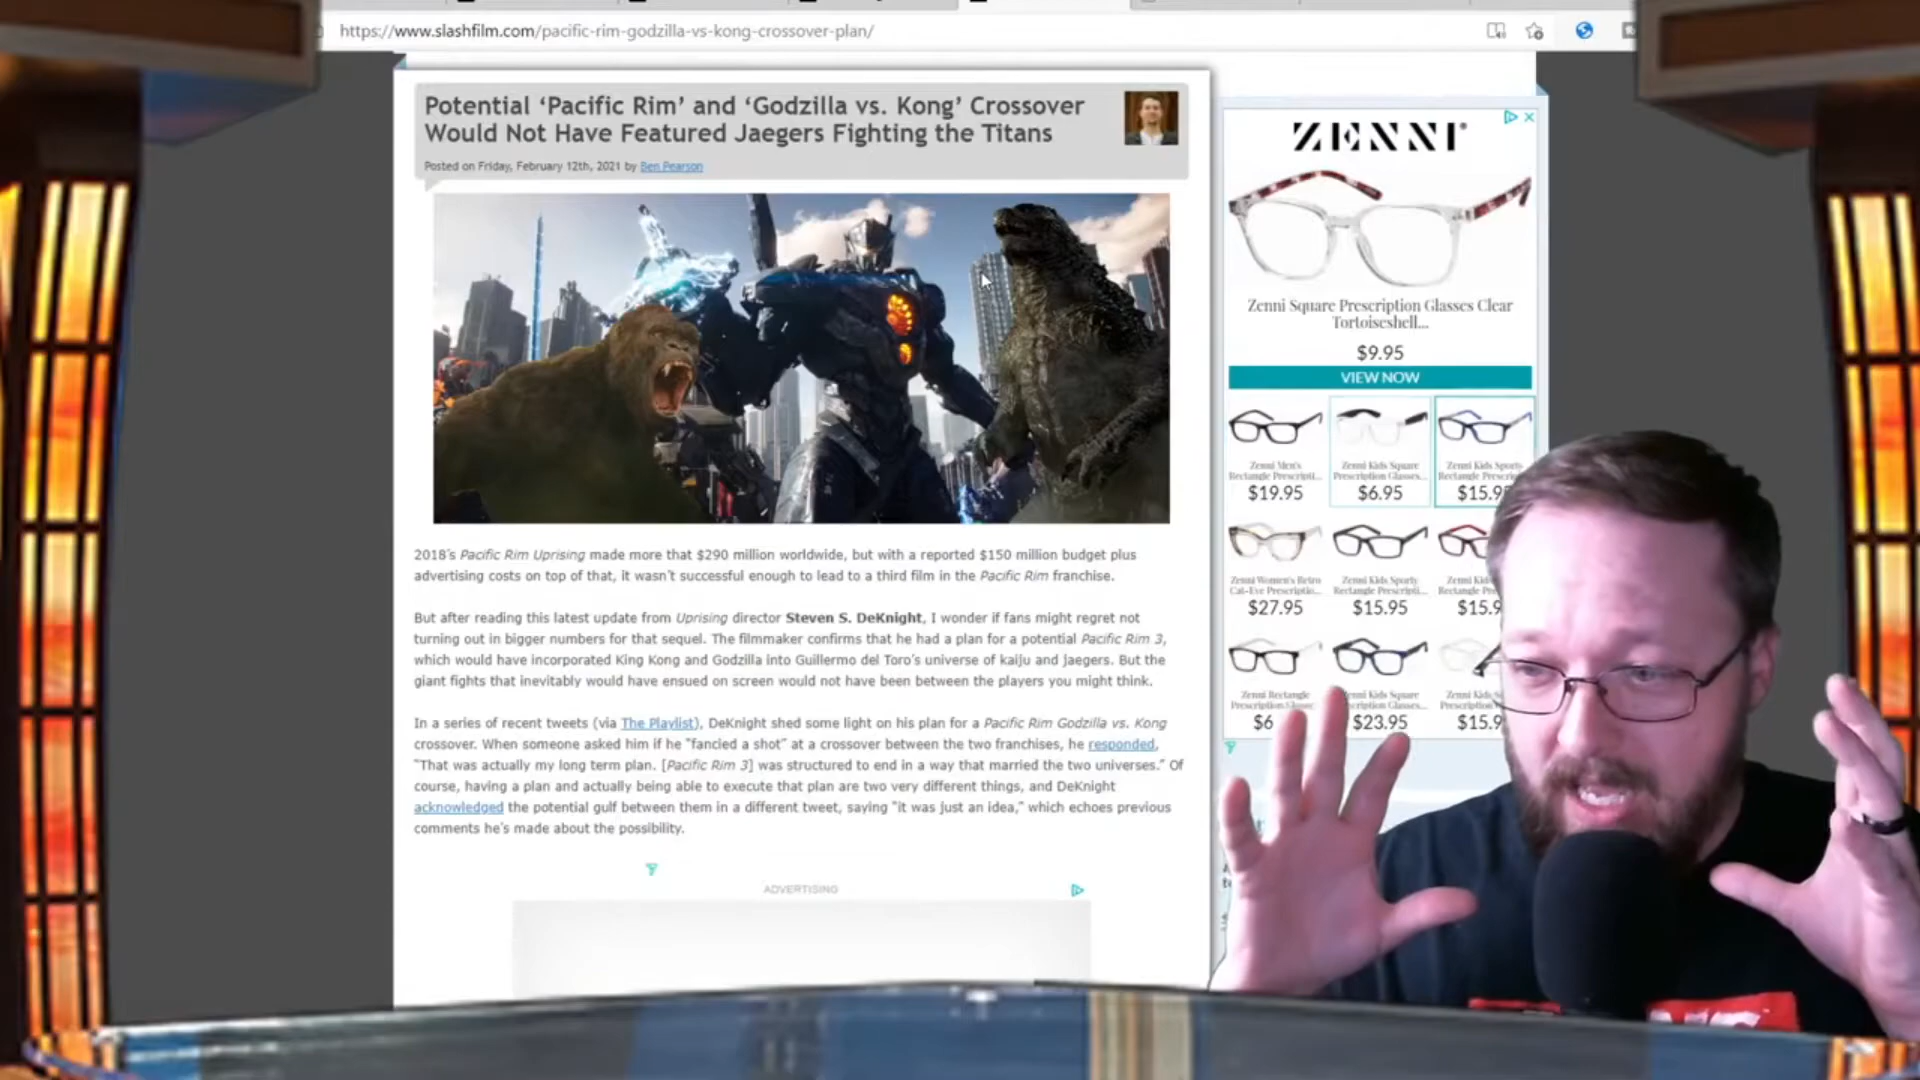 https://www.slashfilm.com/pacific-rim-godzilla-vs-kong-crossover-plan/
Potential ‘Pacific Rim’ and ‘Godzilla vs. Kong’ Crossover
Would Not Have Featured Jaegers Fighting the Titans
Posted on Friday, February 12th, 2021 by Ben Pearson
2018’s Pacific Rim Uprising made more that $290 million worldwide, but with a reported $150 million budget plus
advertising costs on top of that, it wasn’t successful enough to lead to a third film in the Pacific Rim franchise.
But after reading this latest update from Uprising director Steven S. DeKnight, I wonder if fans might regret not
turning out in bigger numbers for that sequel. The filmmaker confirms that he had a plan for a potential Pacific Rim 3,
which would have incorporated King Kong and Godzilla into Guillermo del Toro’s universe of kaiju and jaegers. But the
giant fights that inevitably would have ensued on screen would not have been between the players you might think.
In a series of recent tweets (via The Playlist), DeKnight shed some light on his plan for a Pacific Rim Godzilla vs. Kong
crossover. When someone asked him if he “fancied a shot” at a crossover between the two franchises, he responded,
“That was actually my long term plan. [Pacific Rim 3] was structured to end in a way that married the two universes.” Of
course, having a plan and actually being able to execute that plan are two very different things, and DeKnight
acknowledged the potential gulf between them in a different tweet, saying “it was just an idea,” which echoes previous
comments he’s made about the possibility.
ADVERTISING
ZENNI®
Zenni Square Prescription Glasses Clear
Tortoiseshell...
$9.95
VIEW NOW
Zenni Men's
Rectangle Prescripti...
$19.95
Zenni Kids Square
Prescription Glasses...
$6.95
Zenni Kids Sporty
Rectangle Prescri
$15.95
Zenni Women's Retro
Cat-Eye Prescriptio...
$27.95
Zenni Kids Sporty
Rectangle Prescripti...
$15.95
Zenni Kid
$15.9
Zenni Rectangle
Prescription
$6
Zenni Kids Square
Prescription Glasses...
$23.95
Zenni Kids
$15.9